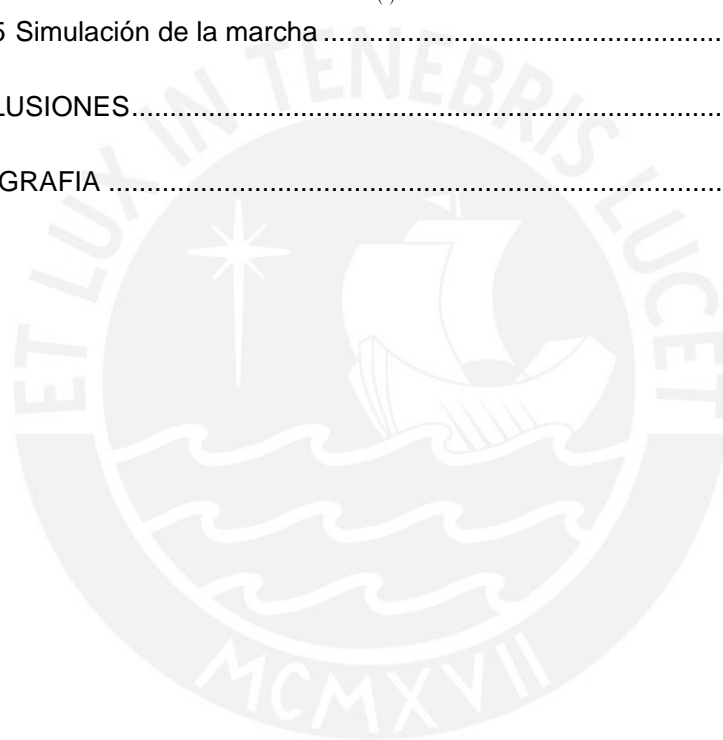 5 Simulación de la marcha ....................................................
LUSIONES..............................................................................
GRAFIA .................................................................................
ET LUX IN TENEBRIS LUCET
MCMXVII